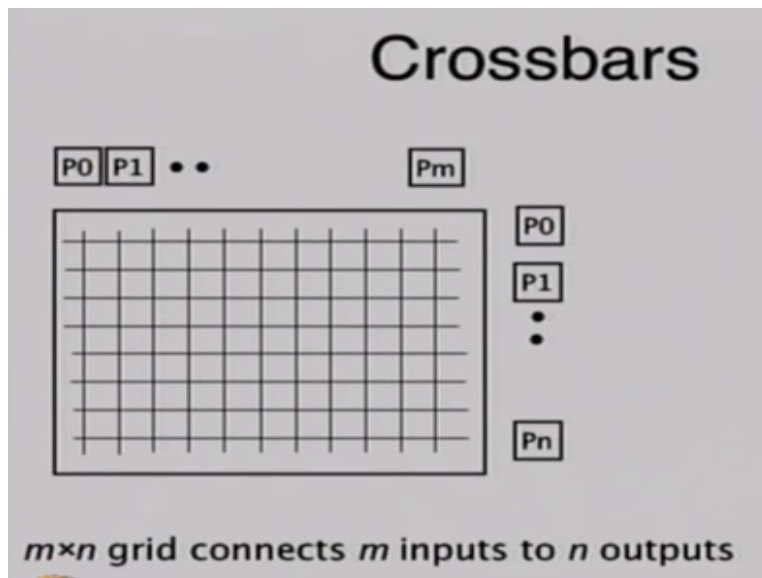 Crossbars
P0 P1 •• Pm
P0
P1
Pn
m×n grid connects m inputs to n outputs